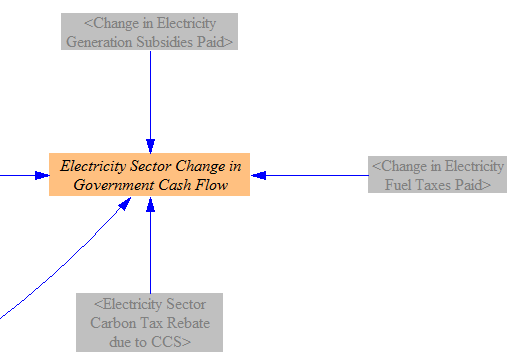 <Change in Electricity
Generation Subsidies Paid>
Electricity Sector Change in
Government Cash Flow
<Change in Electricity
Fuel Taxes Paid>
<Electricity Sector
Carbon Tax Rebate
due to CCS>